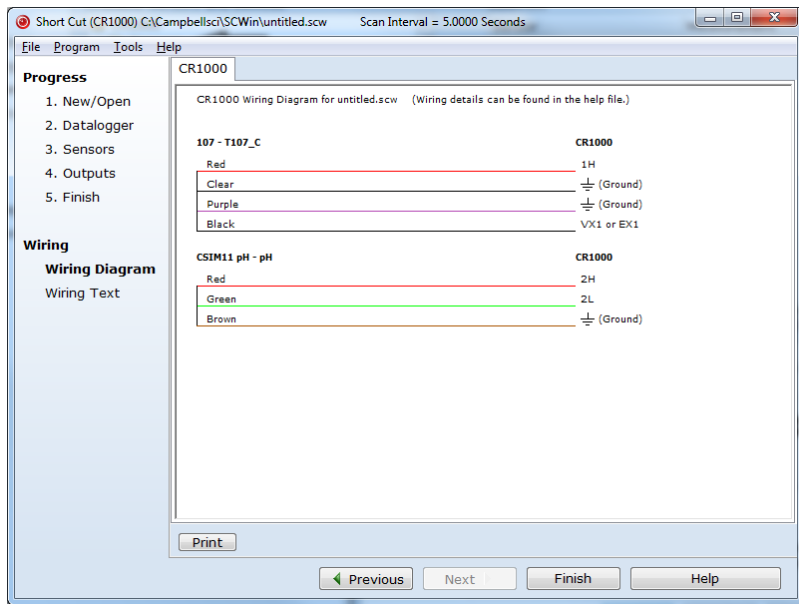 Short Cut (CR1000) C:\Campbellsci\SCWin\untitled.scw Scan Interval = 5.0000 Seconds
File Program Tools Help
Progress
1. New/Open
2. Datalogger
3. Sensors
4. Outputs
5. Finish
Wiring
Wiring Diagram
Wiring Text
CR1000
CR1000 Wiring Diagram for untitled.scw (Wiring details can be found in the help file.)
107 - T107_C CR1000
Red 1H
Clear (Ground)
Purple (Ground)
Black VX1 or EX1
CSIM11 pH - pH CR1000
Red 2H
Green 2L
Brown (Ground)
Print
Previous Next Finish Help